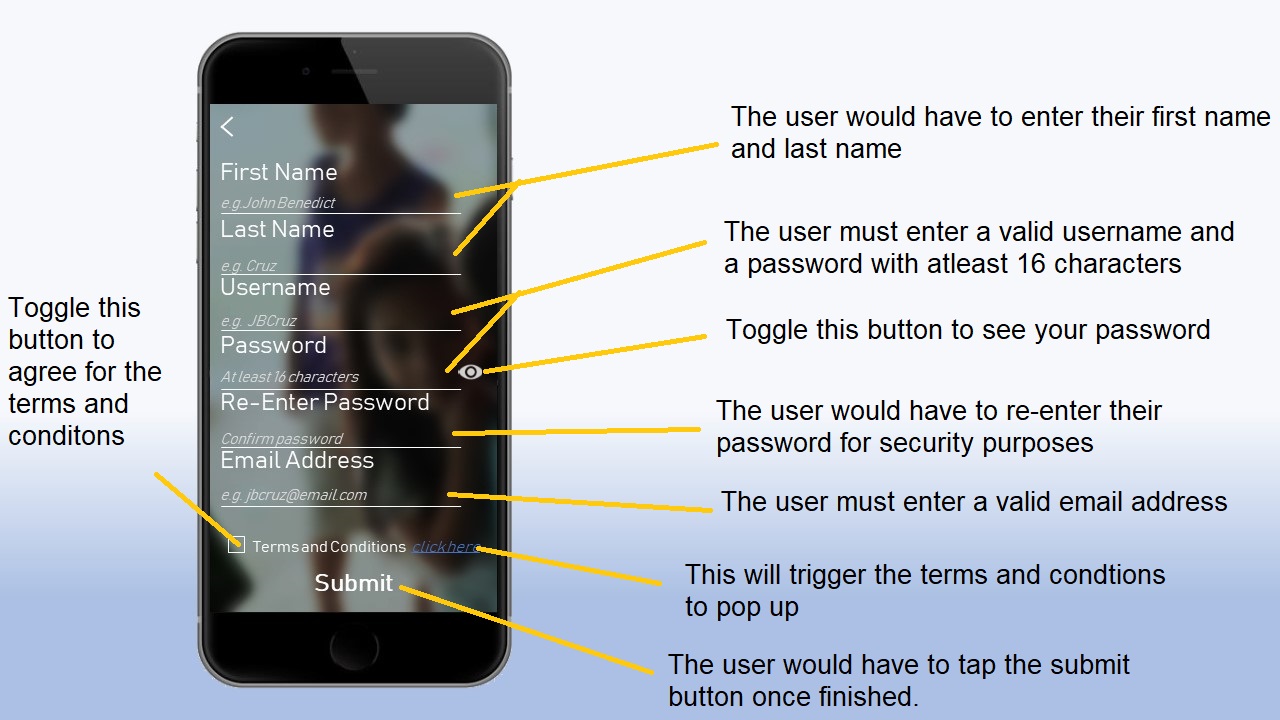 First Name
e.g.John Benedict
Last Name
e.g. Cruz
Username
e.g. JBCruz
Password
At least 16 characters
Re-Enter Password
Confirm password
Email Address
e.g. jbcruz@email.com
Terms and Conditions click here
Submit
Toggle this
button to
agree for the
terms and
conditons
The user would have to enter their first name
and last name
The user must enter a valid username and
a password with atleast 16 characters
Toggle this button to see your password
The user would have to re-enter their
password for security purposes
The user must enter a valid email address
This will trigger the terms and condtions
to pop up
The user would have to tap the submit
button once finished.